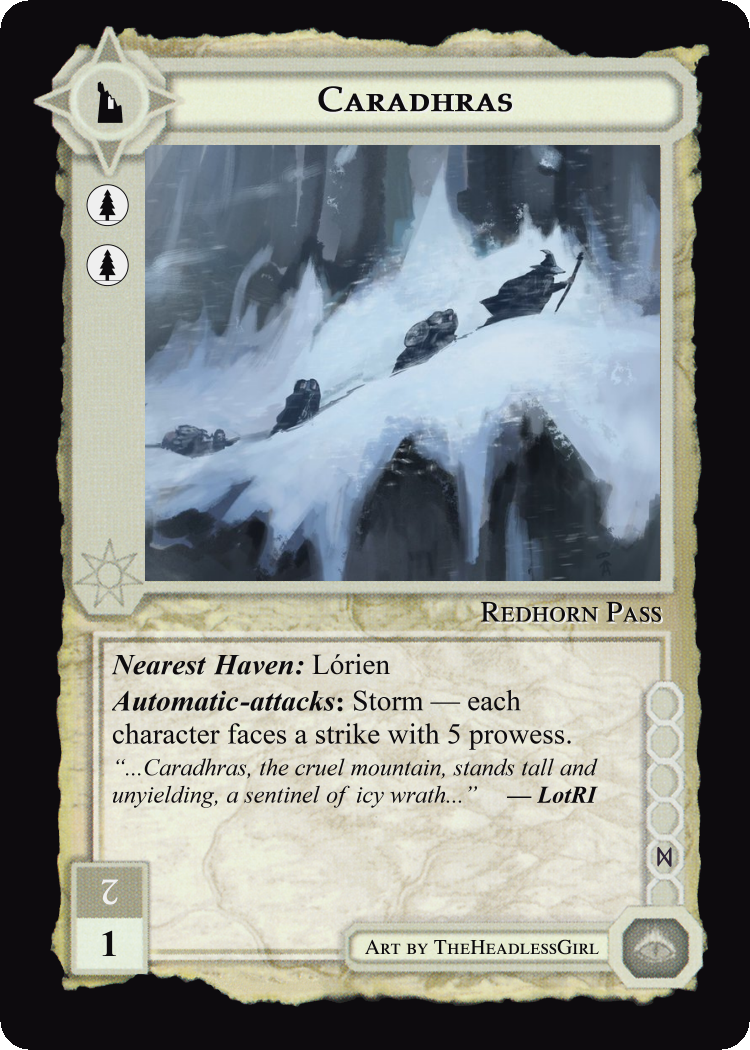 Caradhras
Redhorn Pass
Nearest Haven: Lórien
Automatic-attacks: Storm — each
character faces a strike with 5 prowess.
“...Caradhras, the cruel mountain, stands tall and
unyielding, a sentinel of icy wrath...” — LotRI
ᛞ
2
1
Art by TheHeadlessGirl